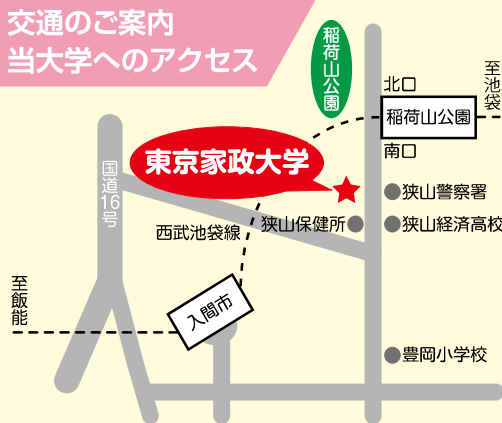 交通のご案内
当大学へのアクセス
稲荷山公園
北口
至池袋
稲荷山公園
南口
東京家政大学
国道16号
狭山警察署
狭山保健所
狭山経済高校
西武池袋線
至飯能
入間市
豊岡小学校